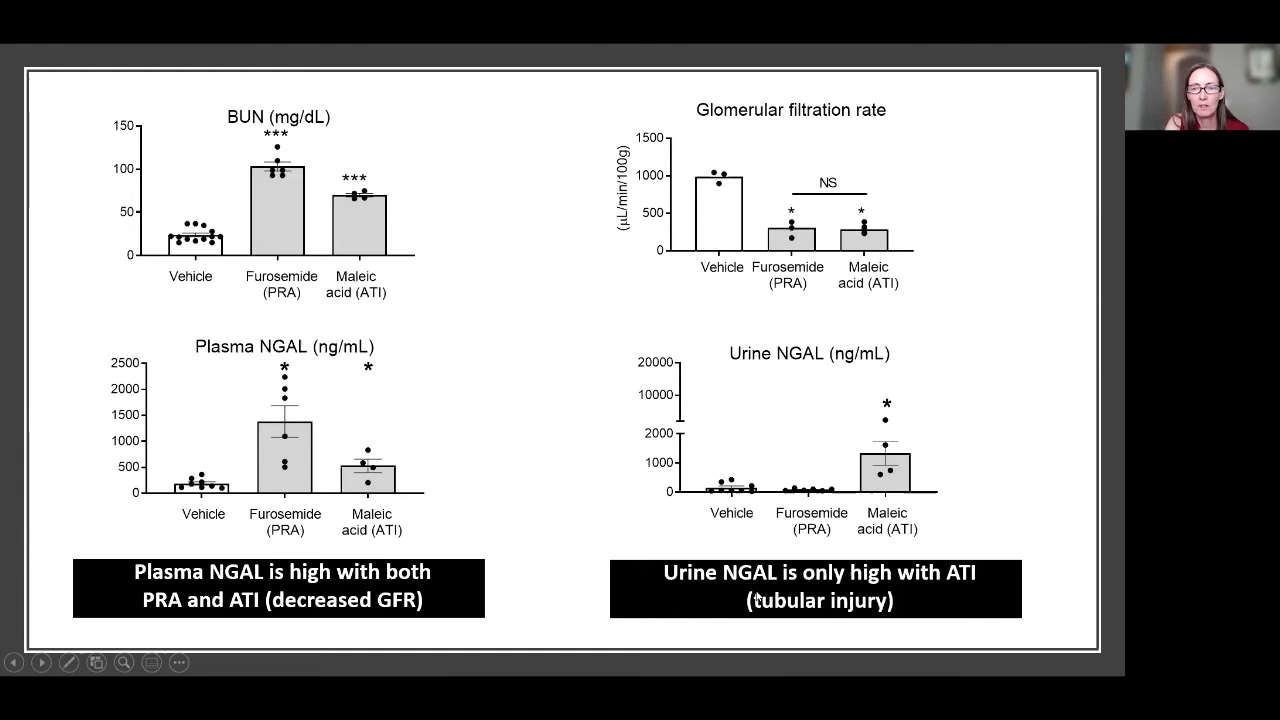 BUN (mg/dL)
***
***
150
100
50
0
Vehicle
Furosemide
(PRA)
Maleic
acid (ATI)
Glomerular filtration rate
(µL/min/100g)
1500
1000
500
0
NS
*
*
Vehicle
Furosemide
(PRA)
Maleic
acid (ATI)
Plasma NGAL (ng/mL)
2500
2000
1500
1000
500
0
*
*
Vehicle
Furosemide
(PRA)
Maleic
acid (ATI)
Urine NGAL (ng/mL)
20000
10000
2000
1000
0
*
Vehicle
Furosemide
(PRA)
Maleic
acid (ATI)
Plasma NGAL is high with both
PRA and ATI (decreased GFR)
Urine NGAL is only high with ATI
(tubular injury)